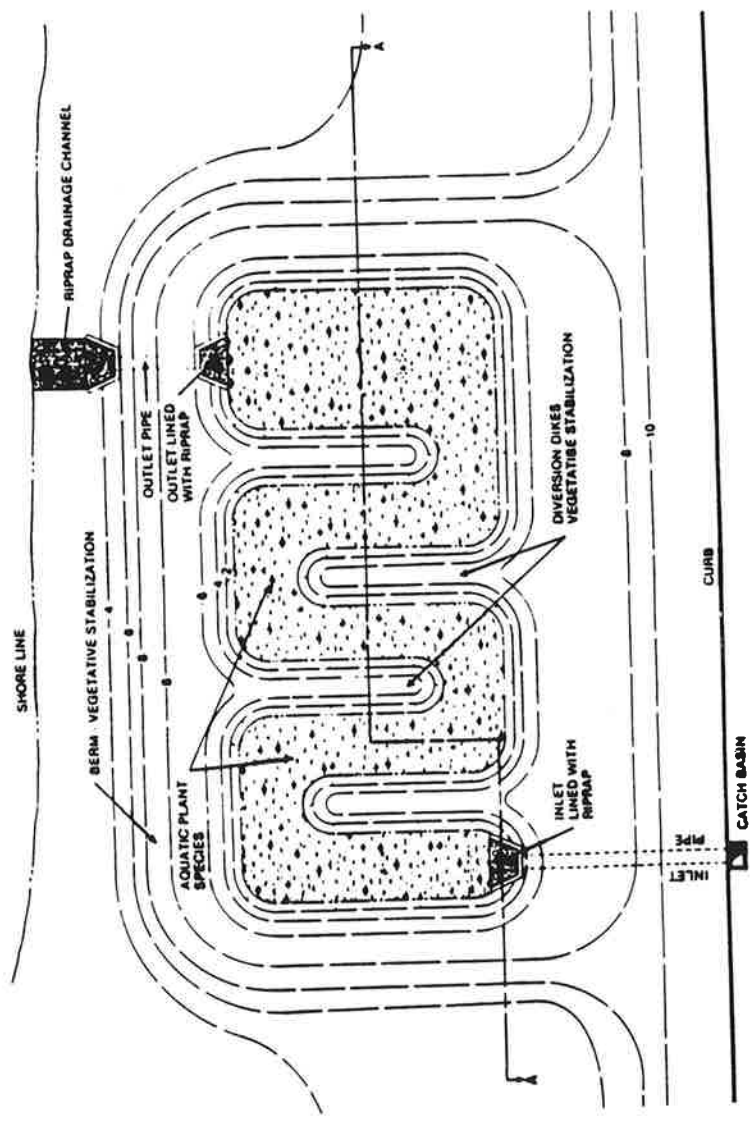 SHORE LINE
RIPRAP DRAINAGE CHANNEL
BERM VEGETATIVE STABILIZATION
4
6
8
8
OUTLET PIPE
OUTLET LINED
WITH RIPRAP
6
4
2
AQUATIC PLANT
SPECIES
DIVERSION DIKES
VEGETATISE STABILIZATION
INLET
LINED WITH
RIPRAP
A
A
8
10
CURB
INLET
PIPE
CATCH BASIN